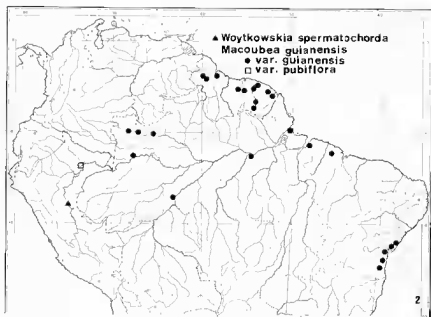 ▲ Woytkowskia spermatochorda
Macoubea guianensis
● var. guianensis
□ var. pubiflora
2